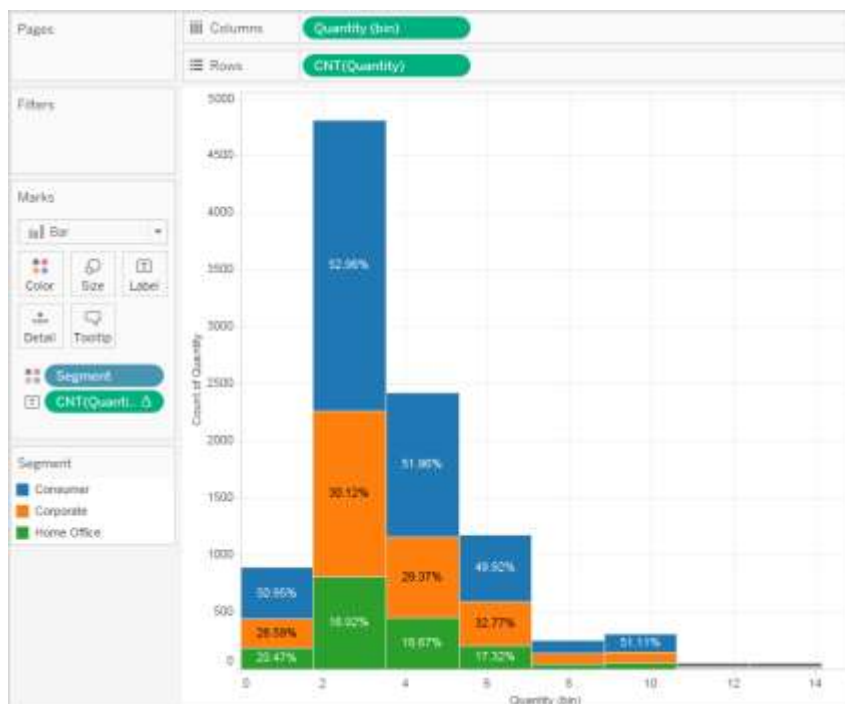 Pages
Columns
Quantity (bin)
Rows
CNT(Quantity)
Filters
Marks
Bar
Color
Size
Label
Detail
Tooltip
Segment
CNT(Quanti..
Segment
Consumer
Corporate
Home Office
Count of Quantity
5000
4500
4000
3500
3000
2500
2000
1500
1000
500
0
50.95%
28.59%
20.47%
52.96%
30.12%
16.92%
51.96%
29.37%
18.67%
49.92%
32.77%
17.32%
51.11%
0
2
4
6
8
10
12
14
Quantity (bin)